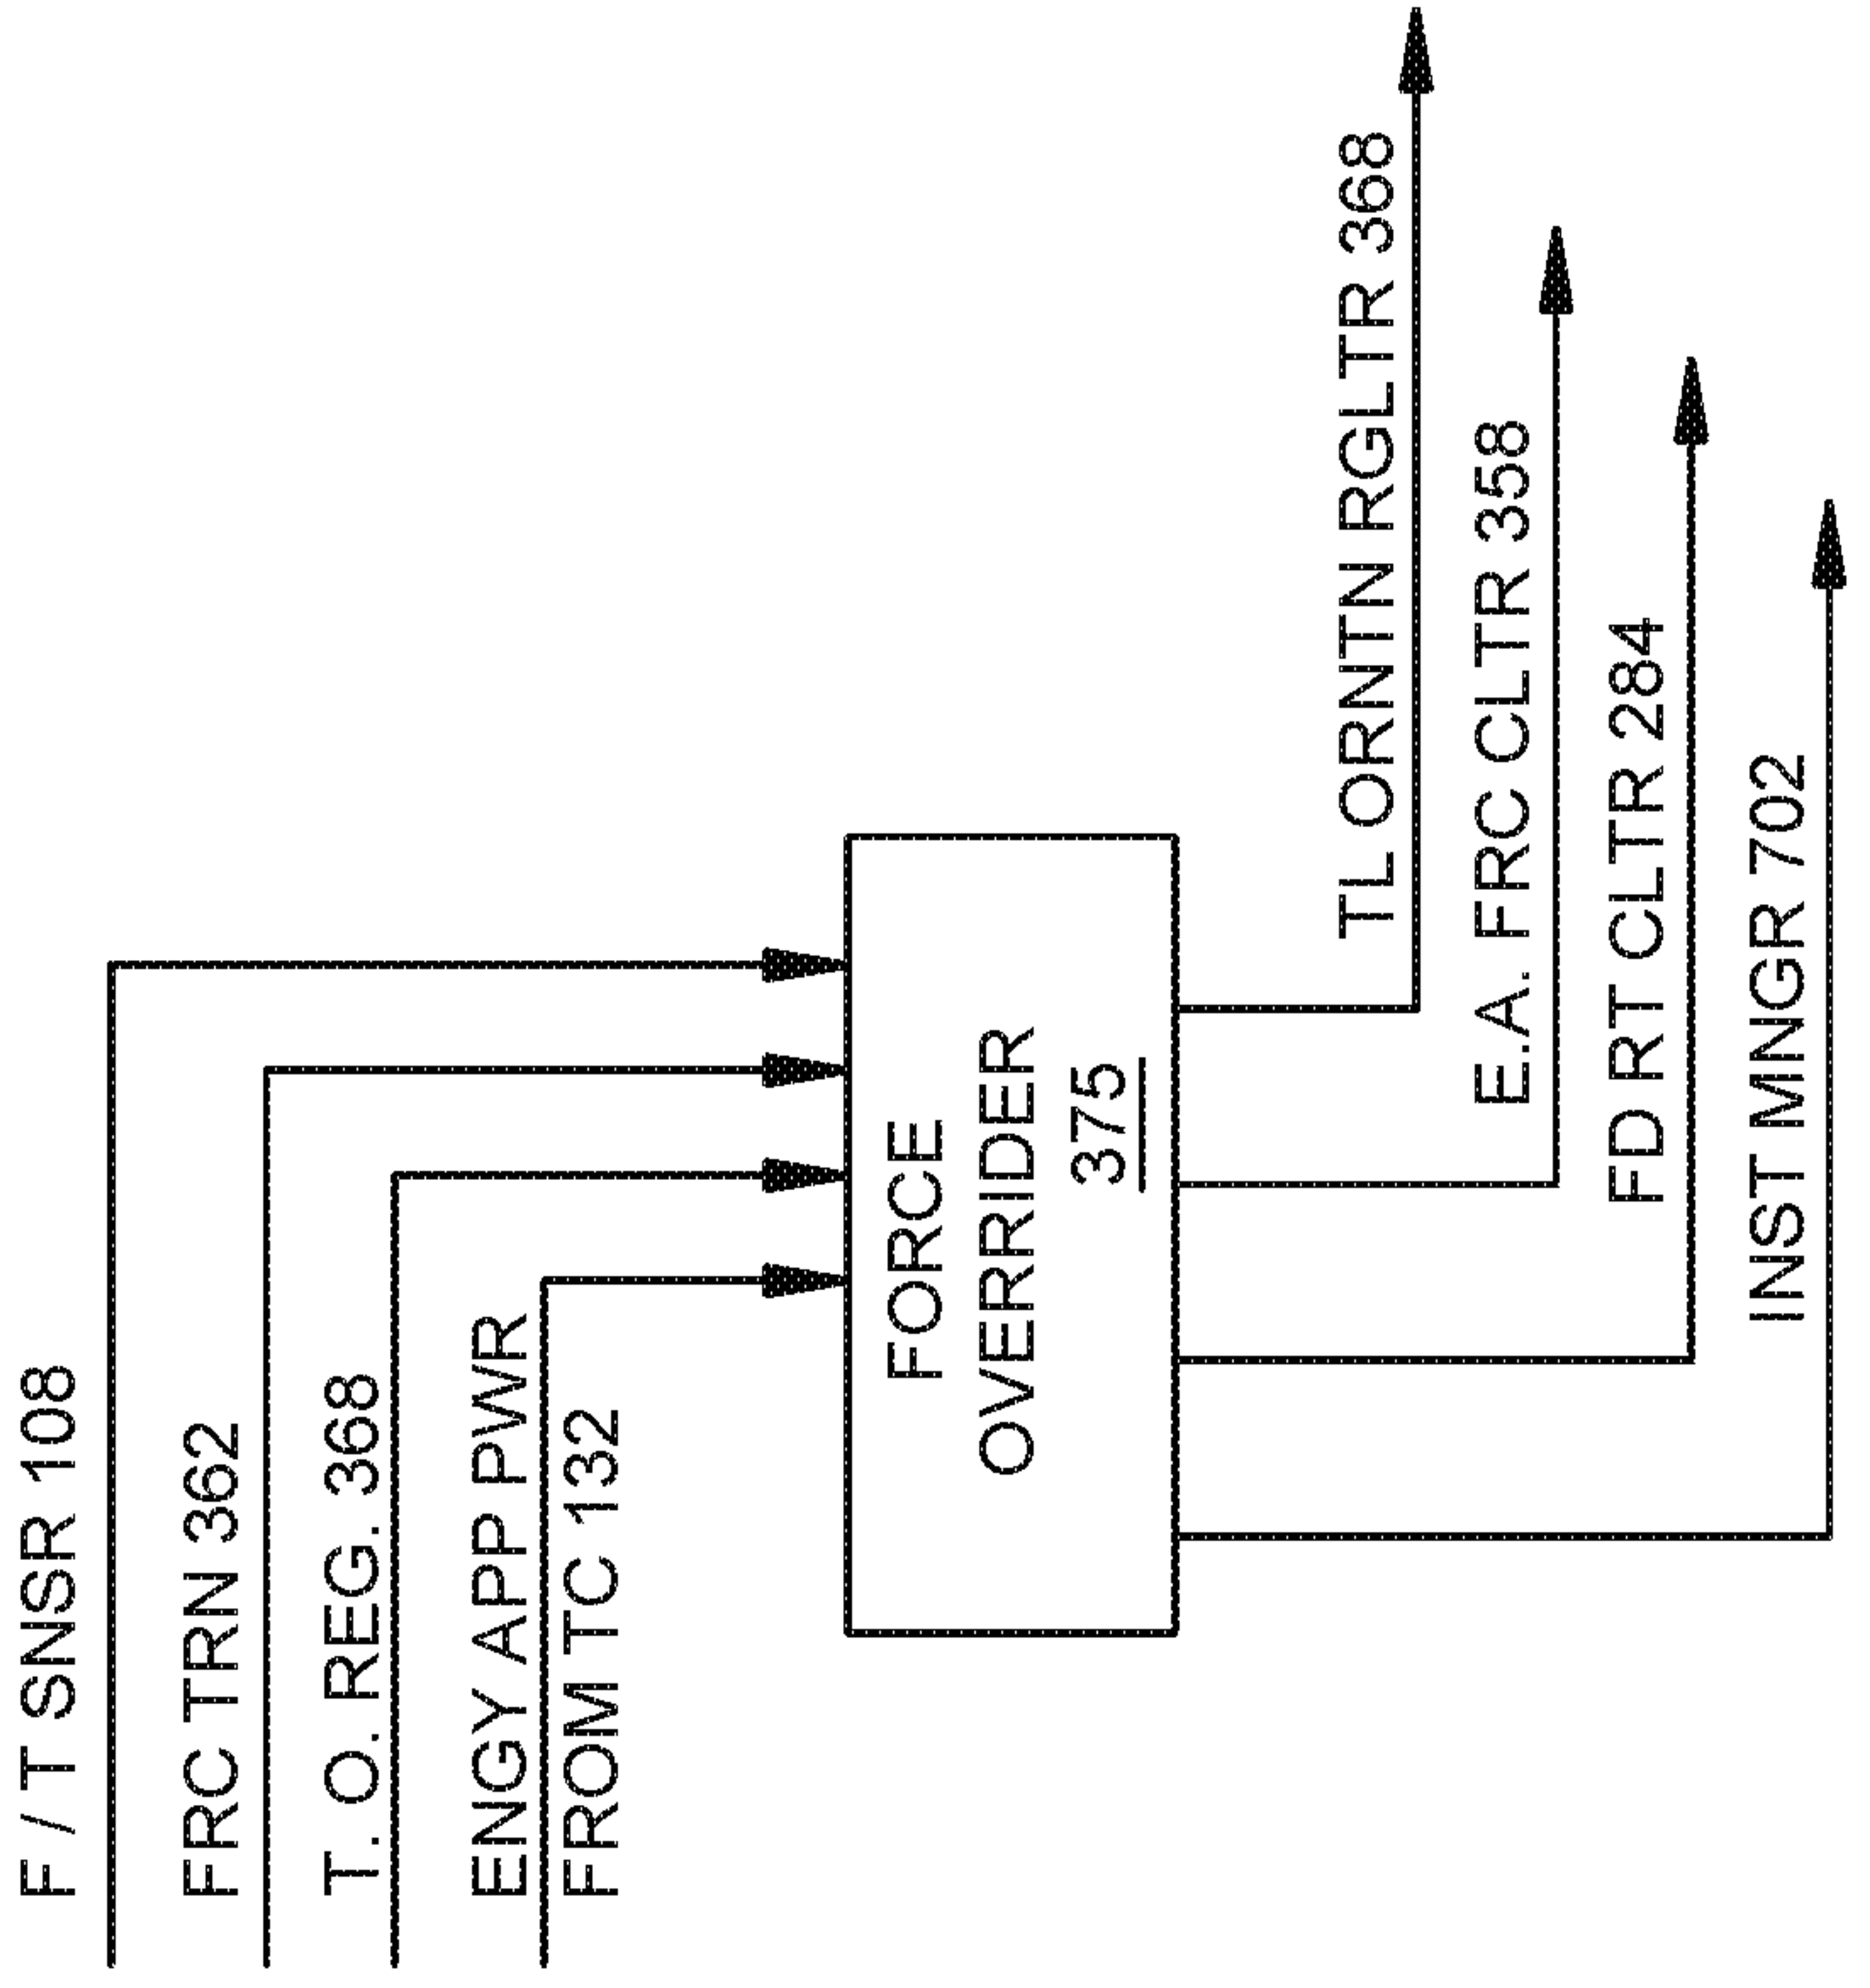 F / T SNSR 108
FRC TRN 362
T. O. REG. 368
ENGY APP PWR
FROM TC 132
FORCE
OVERRIDER
375
TL ORNTN RGLTR 368
E.A. FRC CLTR 358
FD RT CLTR 284
INST MNGR 702